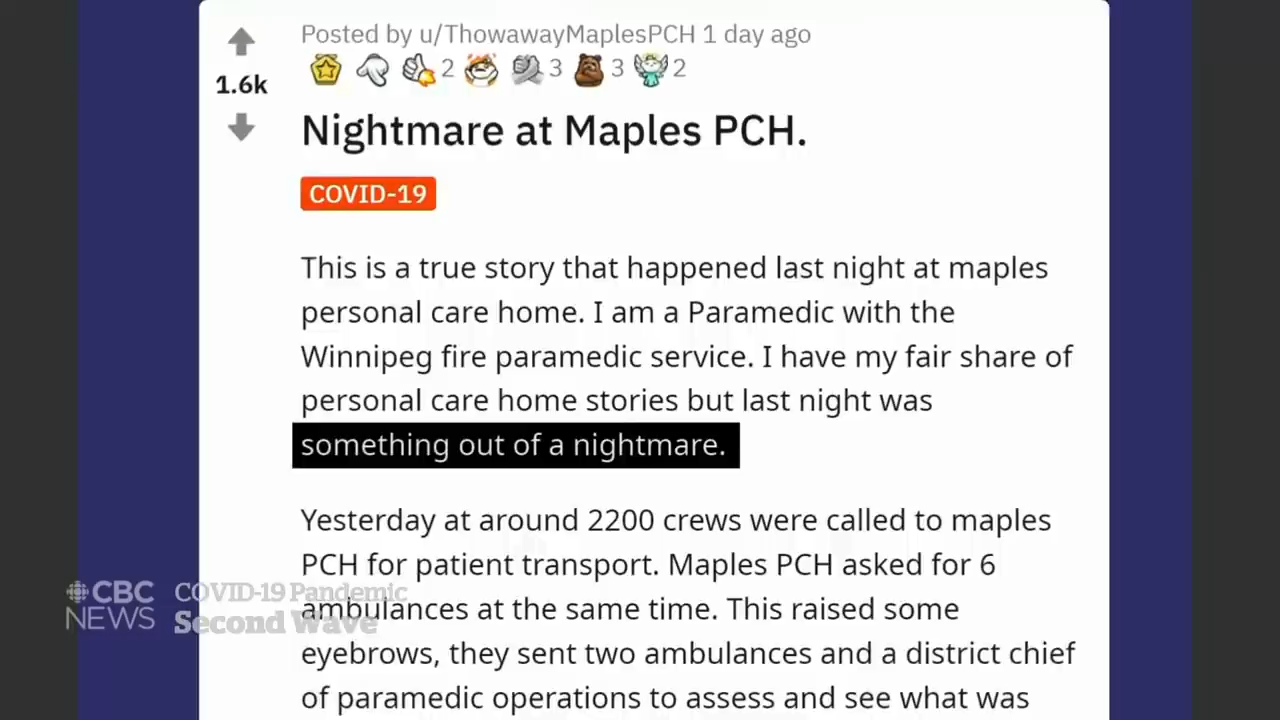 Posted by u/ThowawayMaplesPCH 1 day ago
2 3 3 2
1.6k
Nightmare at Maples PCH.
COVID-19
This is a true story that happened last night at maples
personal care home. I am a Paramedic with the
Winnipeg fire paramedic service. I have my fair share of
personal care home stories but last night was
something out of a nightmare.
Yesterday at around 2200 crews were called to maples
PCH for patient transport. Maples PCH asked for 6
ambulances at the same time. This raised some
eyebrows, they sent two ambulances and a district chief
of paramedic operations to assess and see what was
CBC NEWS
COVID-19 Pandemic
Second Wave